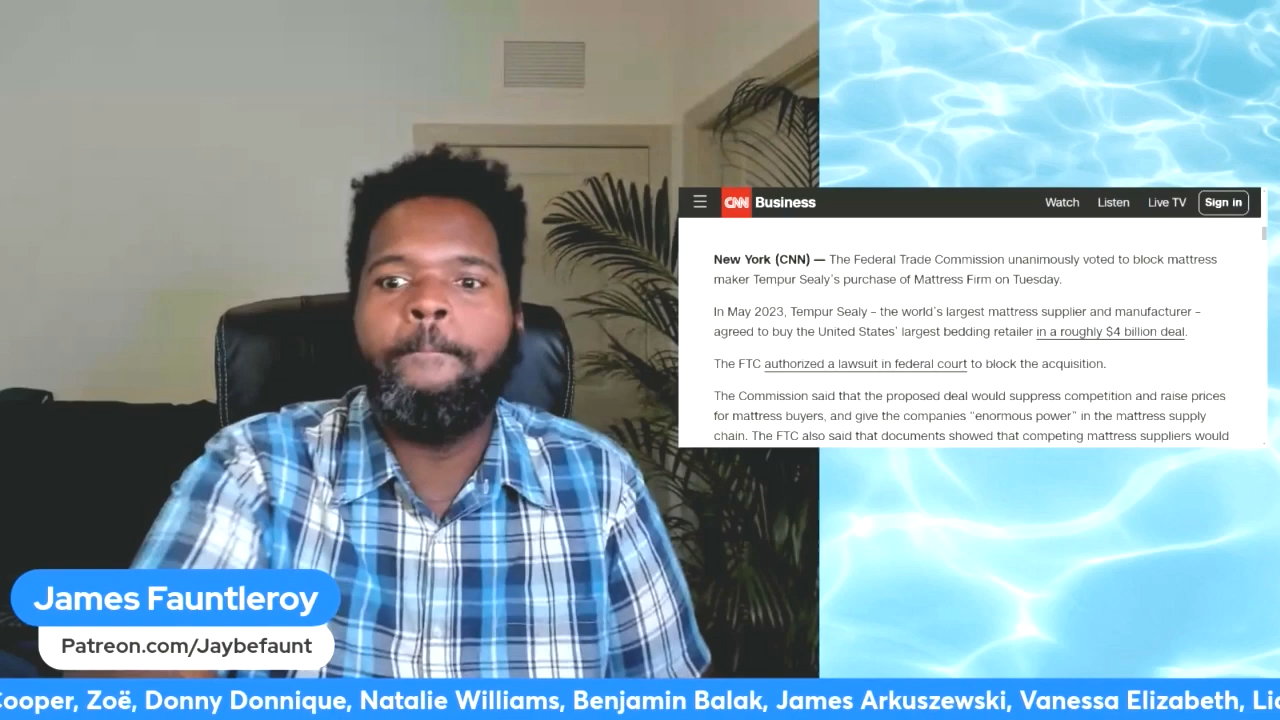 CNN Business
Watch Listen Live TV Sign in
New York (CNN) — The Federal Trade Commission unanimously voted to block mattress
maker Tempur Sealy's purchase of Mattress Firm on Tuesday.
In May 2023, Tempur Sealy – the world's largest mattress supplier and manufacturer –
agreed to buy the United States' largest bedding retailer in a roughly $4 billion deal.
The FTC authorized a lawsuit in federal court to block the acquisition.
The Commission said that the proposed deal would suppress competition and raise prices
for mattress buyers, and give the companies “enormous power” in the mattress supply
chain. The FTC also said that documents showed that competing mattress suppliers would
James Fauntleroy
Patreon.com/Jaybefaunt
Cooper, Zoë, Donny Donnique, Natalie Williams, Benjamin Balak, James Arkuszewski, Vanessa Elizabeth,